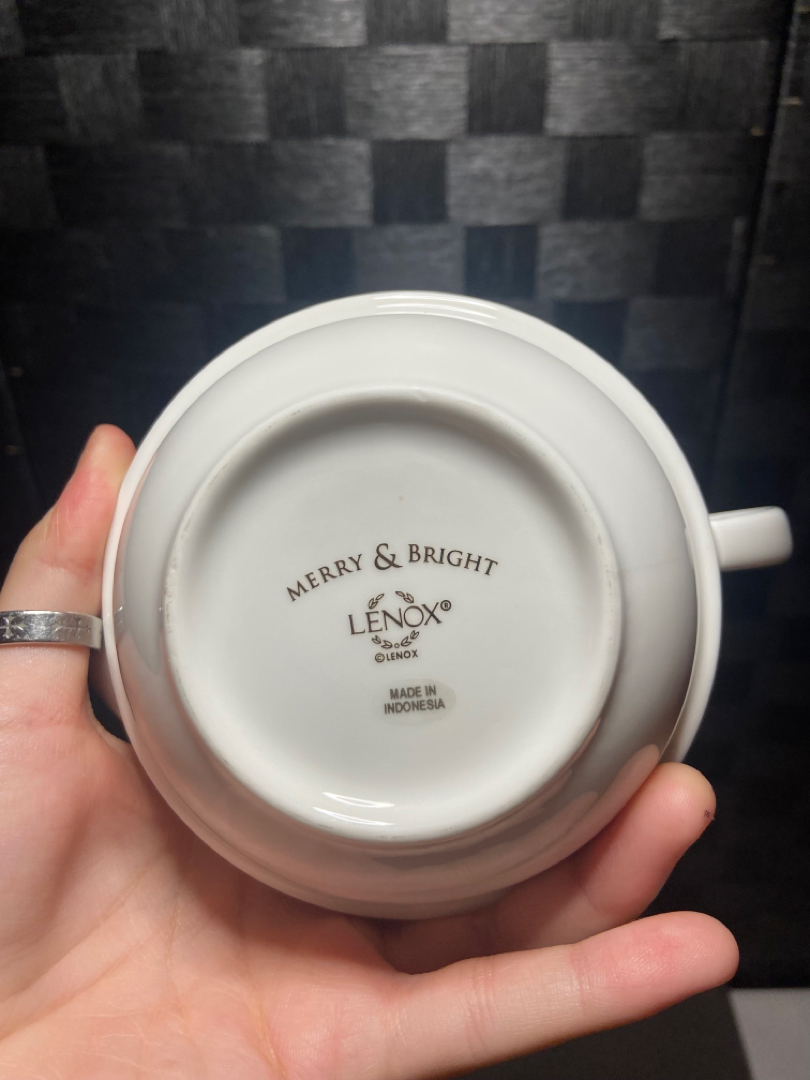 MERRY & BRIGHT
LENOX®
©LENOX
MADE IN
INDONESIA